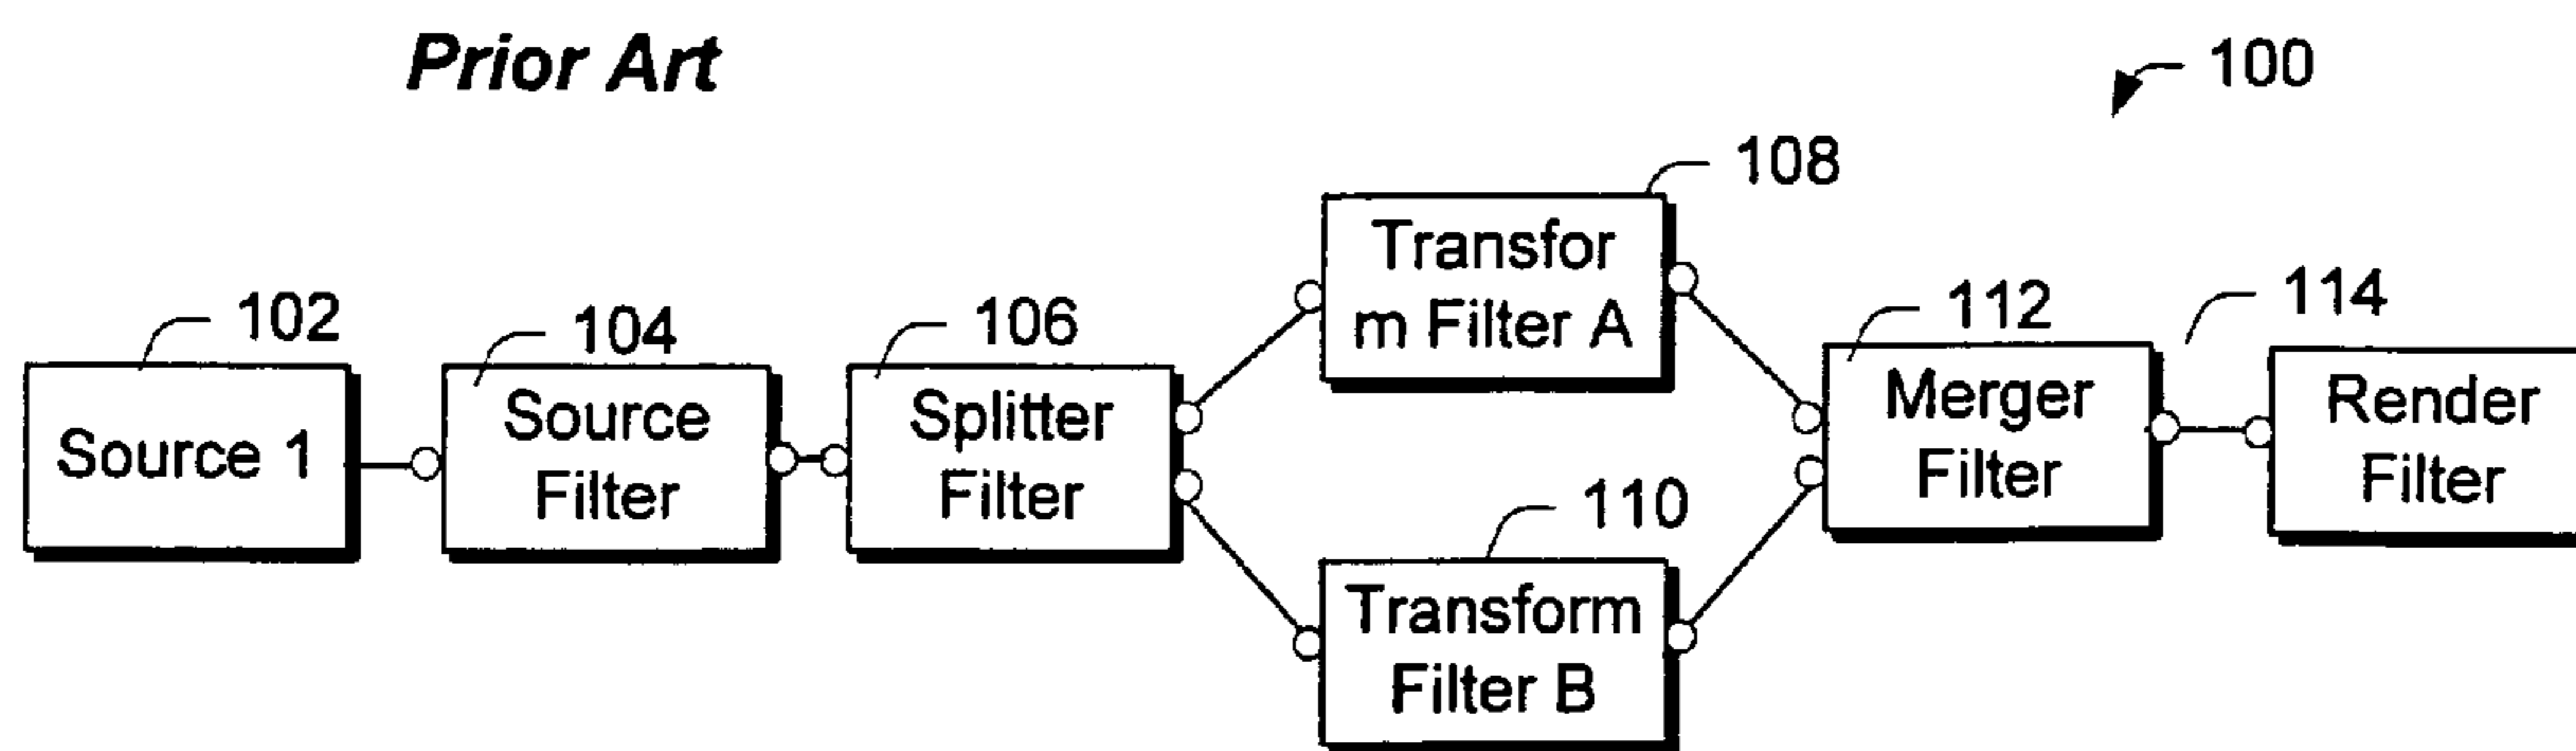 Prior Art
100
108
Transfor
m Filter A
102
Source 1
104
Source
Filter
106
Splitter
Filter
110
Transform
Filter B
112
Merger
Filter
114
Render
Filter